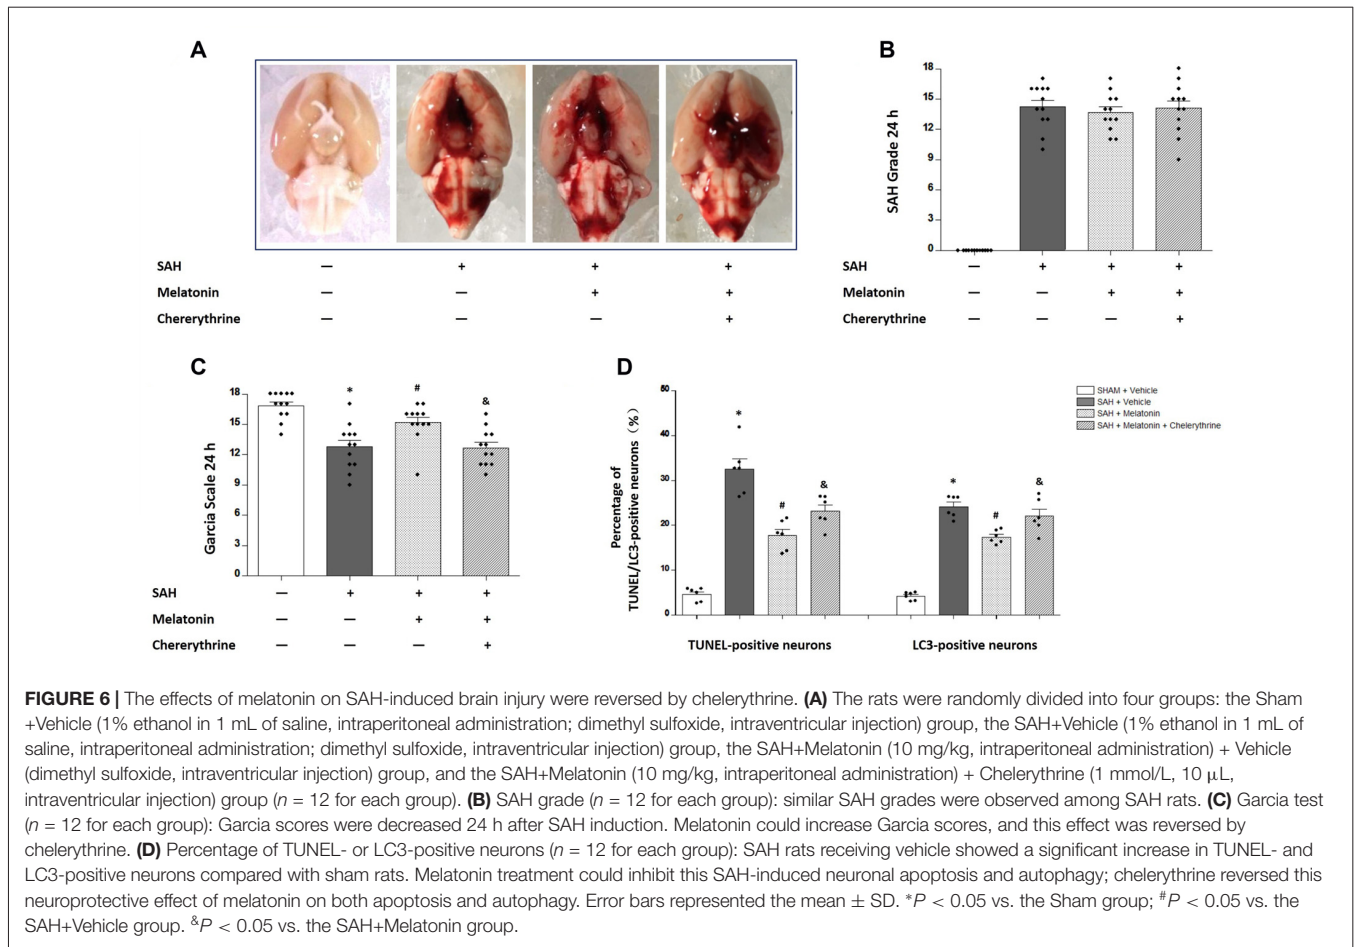 A
SAH — + + +
Melatonin — — + +
Chererythrine — — — +
B
SAH Grade 24 h
18
15
12
9
6
3
0
SAH — + + +
Melatonin — — + +
Chererythrine — — — +
C
Garcia Scale 24 h
18
15
12
9
6
3
0
* # &
SAH — + + +
Melatonin — — + +
Chererythrine — — — +
D
Percentage of
TUNEL/LC3-positive neurons (%)
50
40
30
20
10
0
* # & * # &
TUNEL-positive neurons LC3-positive neurons
SHAM + Vehicle
SAH + Vehicle
SAH + Melatonin
SAH + Melatonin + Chelerythrine
FIGURE 6 | The effects of melatonin on SAH-induced brain injury were reversed by chelerythrine. (A) The rats were randomly divided into four groups: the Sham
+Vehicle (1% ethanol in 1 mL of saline, intraperitoneal administration; dimethyl sulfoxide, intraventricular injection) group, the SAH+Vehicle (1% ethanol in 1 mL of
saline, intraperitoneal administration; dimethyl sulfoxide, intraventricular injection) group, the SAH+Melatonin (10 mg/kg, intraperitoneal administration) + Vehicle
(dimethyl sulfoxide, intraventricular injection) group, and the SAH+Melatonin (10 mg/kg, intraperitoneal administration) + Chelerythrine (1 mmol/L, 10 μL,
intraventricular injection) group (n = 12 for each group). (B) SAH grade (n = 12 for each group): similar SAH grades were observed among SAH rats. (C) Garcia test
(n = 12 for each group): Garcia scores were decreased 24 h after SAH induction. Melatonin could increase Garcia scores, and this effect was reversed by
chelerythrine. (D) Percentage of TUNEL- or LC3-positive neurons (n = 12 for each group): SAH rats receiving vehicle showed a significant increase in TUNEL- and
LC3-positive neurons compared with sham rats. Melatonin treatment could inhibit this SAH-induced neuronal apoptosis and autophagy; chelerythrine reversed this
neuroprotective effect of melatonin on both apoptosis and autophagy. Error bars represented the mean ± SD. *P < 0.05 vs. the Sham group; #P < 0.05 vs. the
SAH+Vehicle group. &P < 0.05 vs. the SAH+Melatonin group.